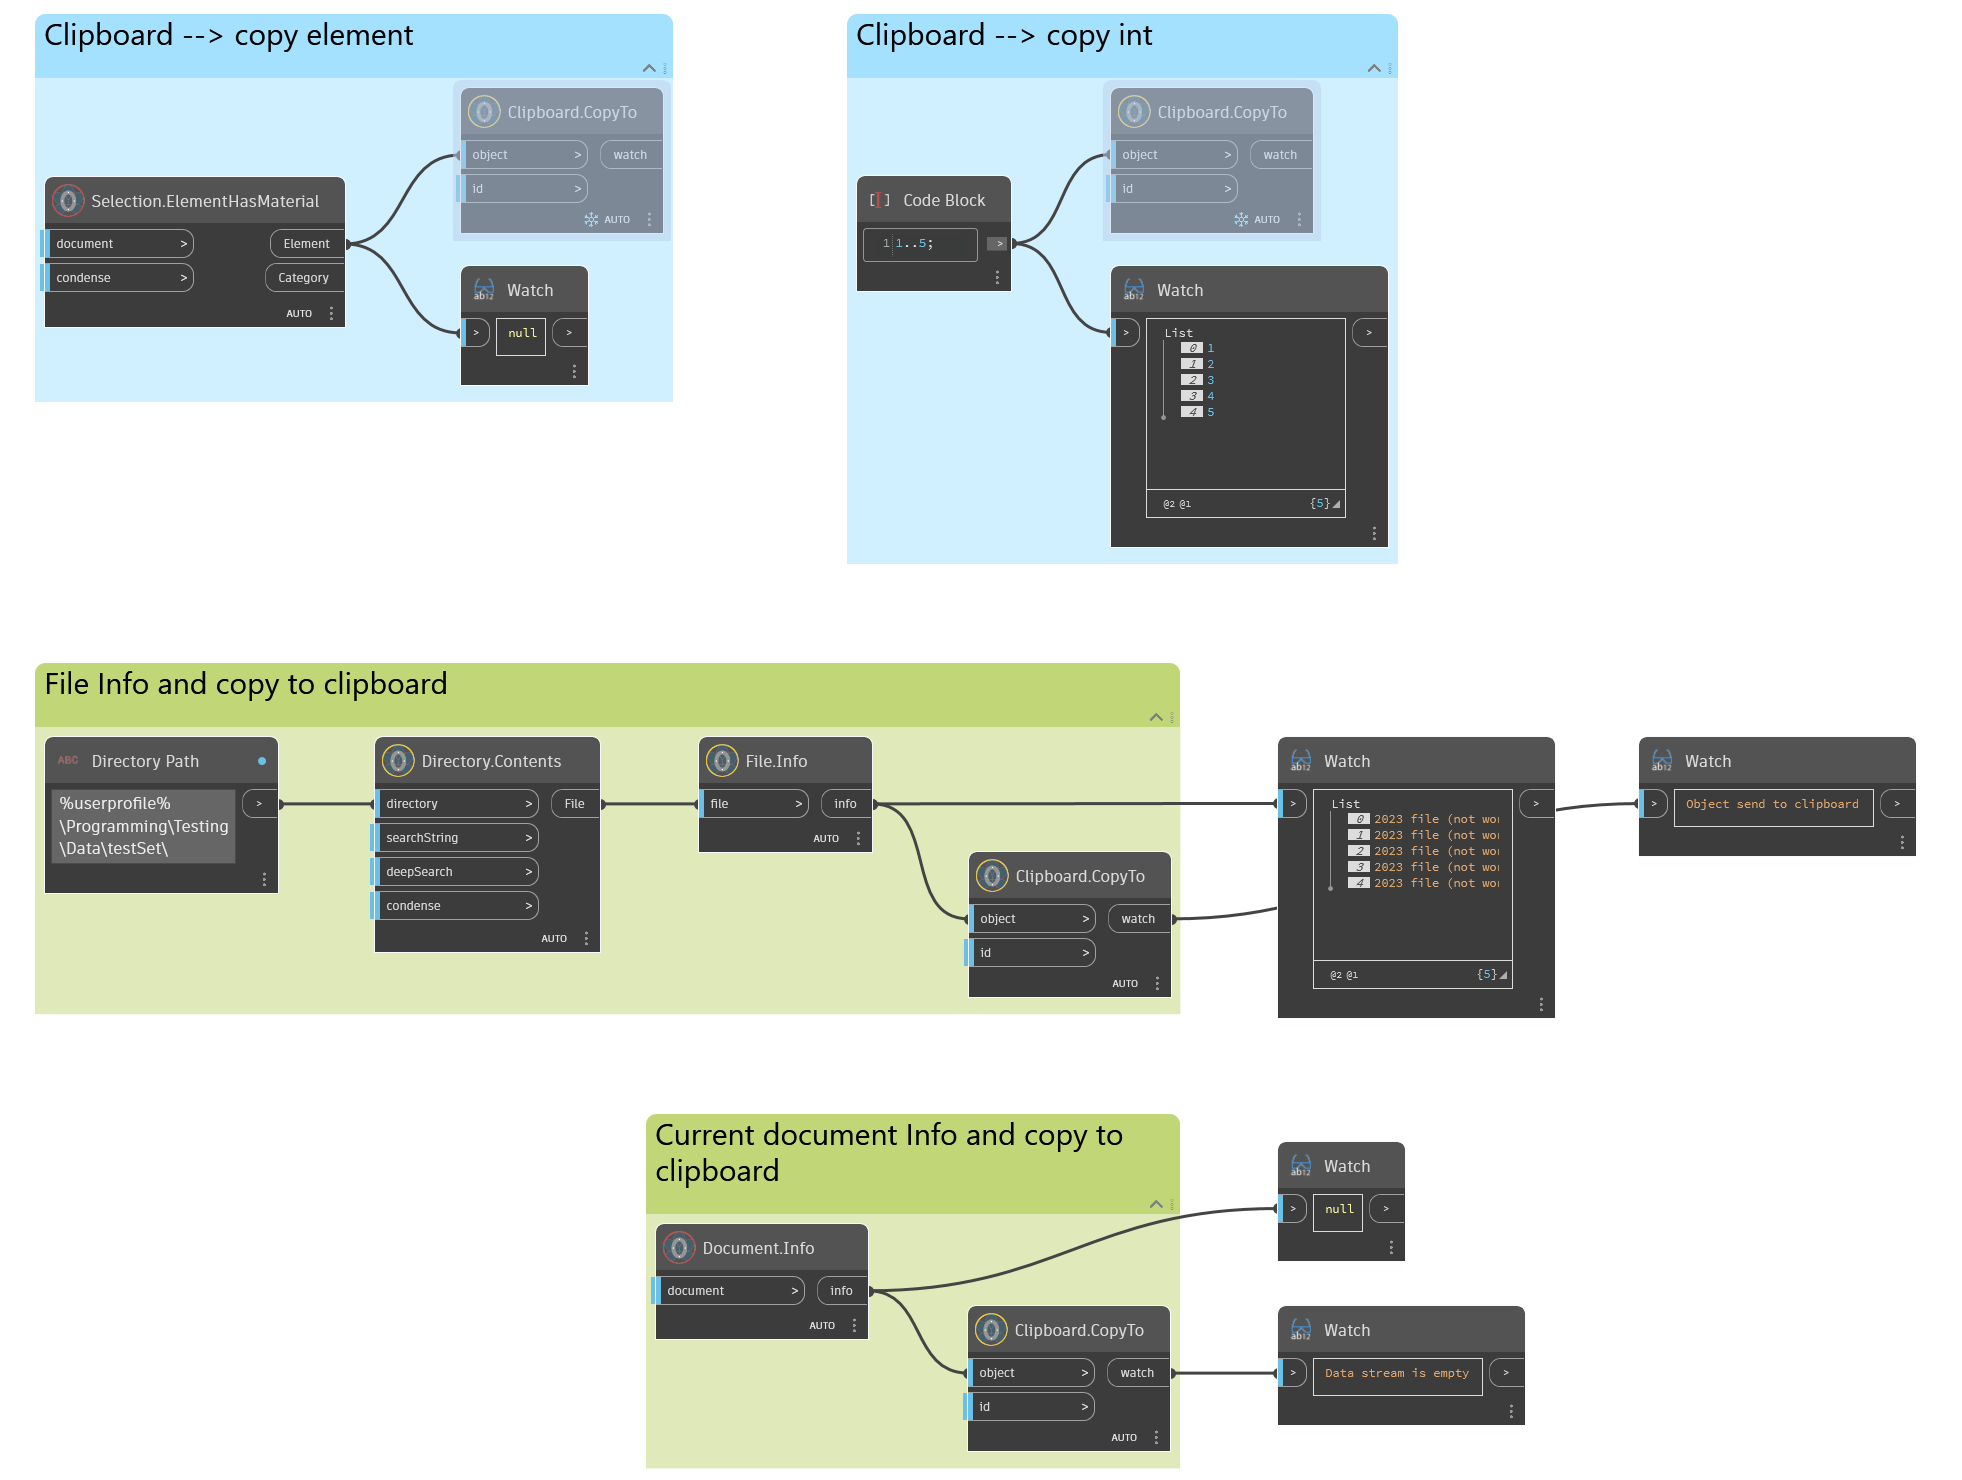 Clipboard --> copy element
Clipboard.CopyTo
object > watch
id >
AUTO
Selection.ElementHasMaterial
document > Element
condense > Category
AUTO
Watch
ab12
> null >
Clipboard --> copy int
Clipboard.CopyTo
object > watch
id >
AUTO
[I] Code Block
1 1..5; >
Watch
ab12
> List >
0 1
1 2
2 3
3 4
4 5
@2 @1 {5}
File Info and copy to clipboard
ABC Directory Path
%userprofile% >
\Programming\Testing
\Data\testSet\
Directory.Contents
directory > File
searchString >
deepSearch >
condense >
AUTO
File.Info
file > info
AUTO
Clipboard.CopyTo
object > watch
id >
AUTO
Watch
ab12
> List >
0 2023 file (not wo
1 2023 file (not wo
2 2023 file (not wo
3 2023 file (not wo
4 2023 file (not wo
@2 @1 {5}
Watch
ab12
> Object send to clipboard >
Current document Info and copy to
clipboard
Document.Info
document > info
AUTO
Clipboard.CopyTo
object > watch
id >
AUTO
Watch
ab12
> null >
Watch
ab12
> Data stream is empty >